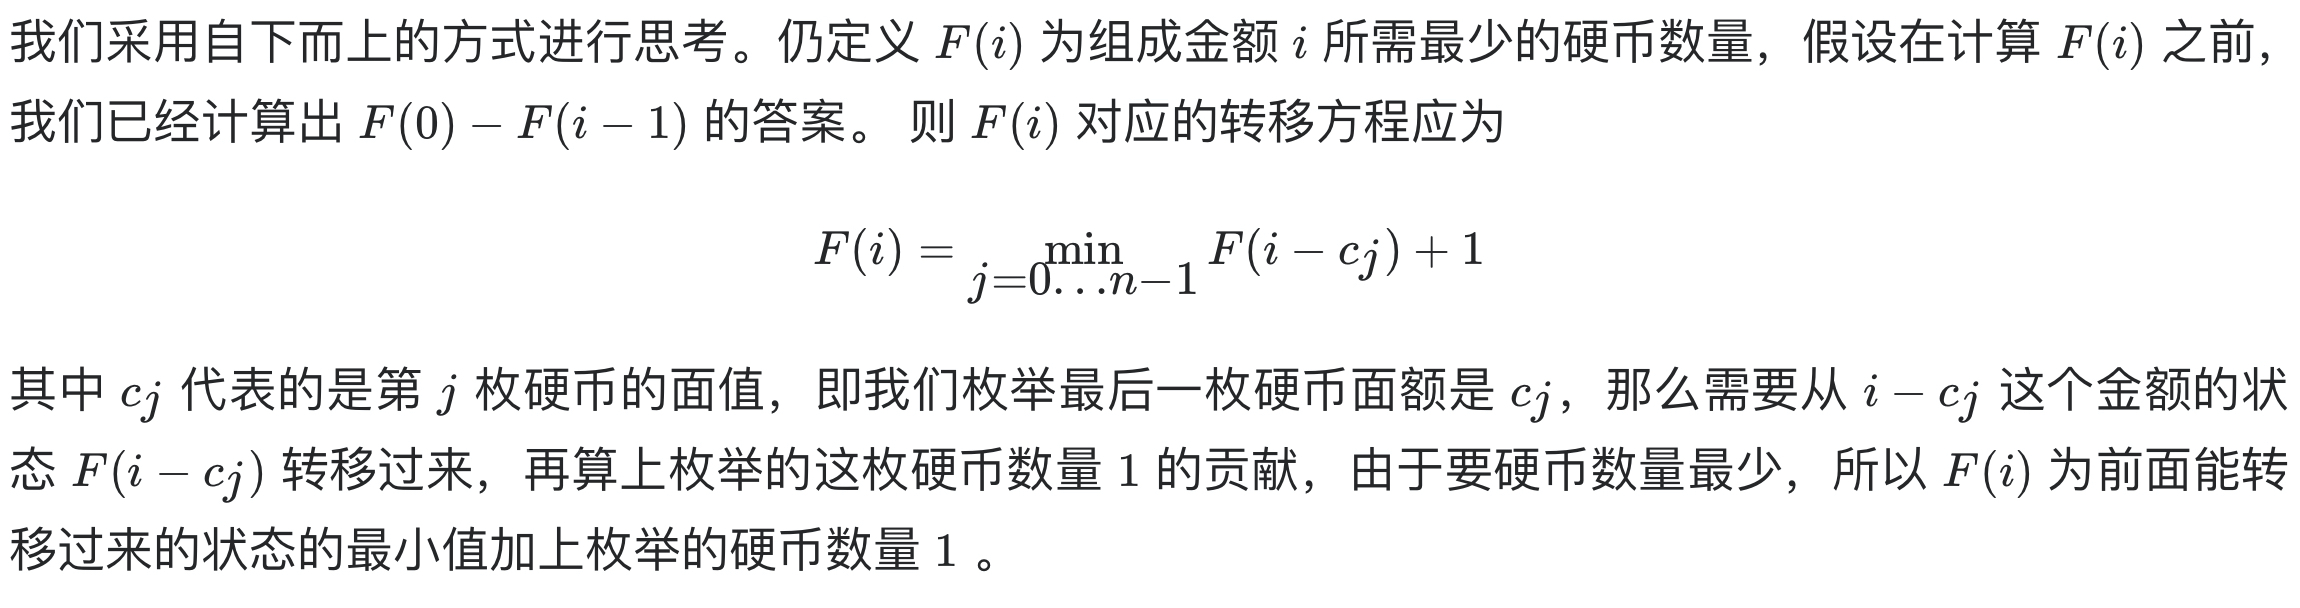 我们采用自下而上的方式进行思考。仍定义 F(i) 为组成金额 i 所需最少的硬币数量，假设在计算 F(i) 之前，
我们已经计算出 F(0) − F(i − 1) 的答案。 则 F(i) 对应的转移方程应为
F(i) = min_{j=0…n−1} F(i − c_j) + 1
其中 c_j 代表的是第 j 枚硬币的面值，即我们枚举最后一枚硬币面额是 c_j，那么需要从 i − c_j 这个金额的状
态 F(i − c_j) 转移过来，再算上枚举的这枚硬币数量 1 的贡献，由于要硬币数量最少，所以 F(i) 为前面能转
移过来的状态的最小值加上枚举的硬币数量 1 。